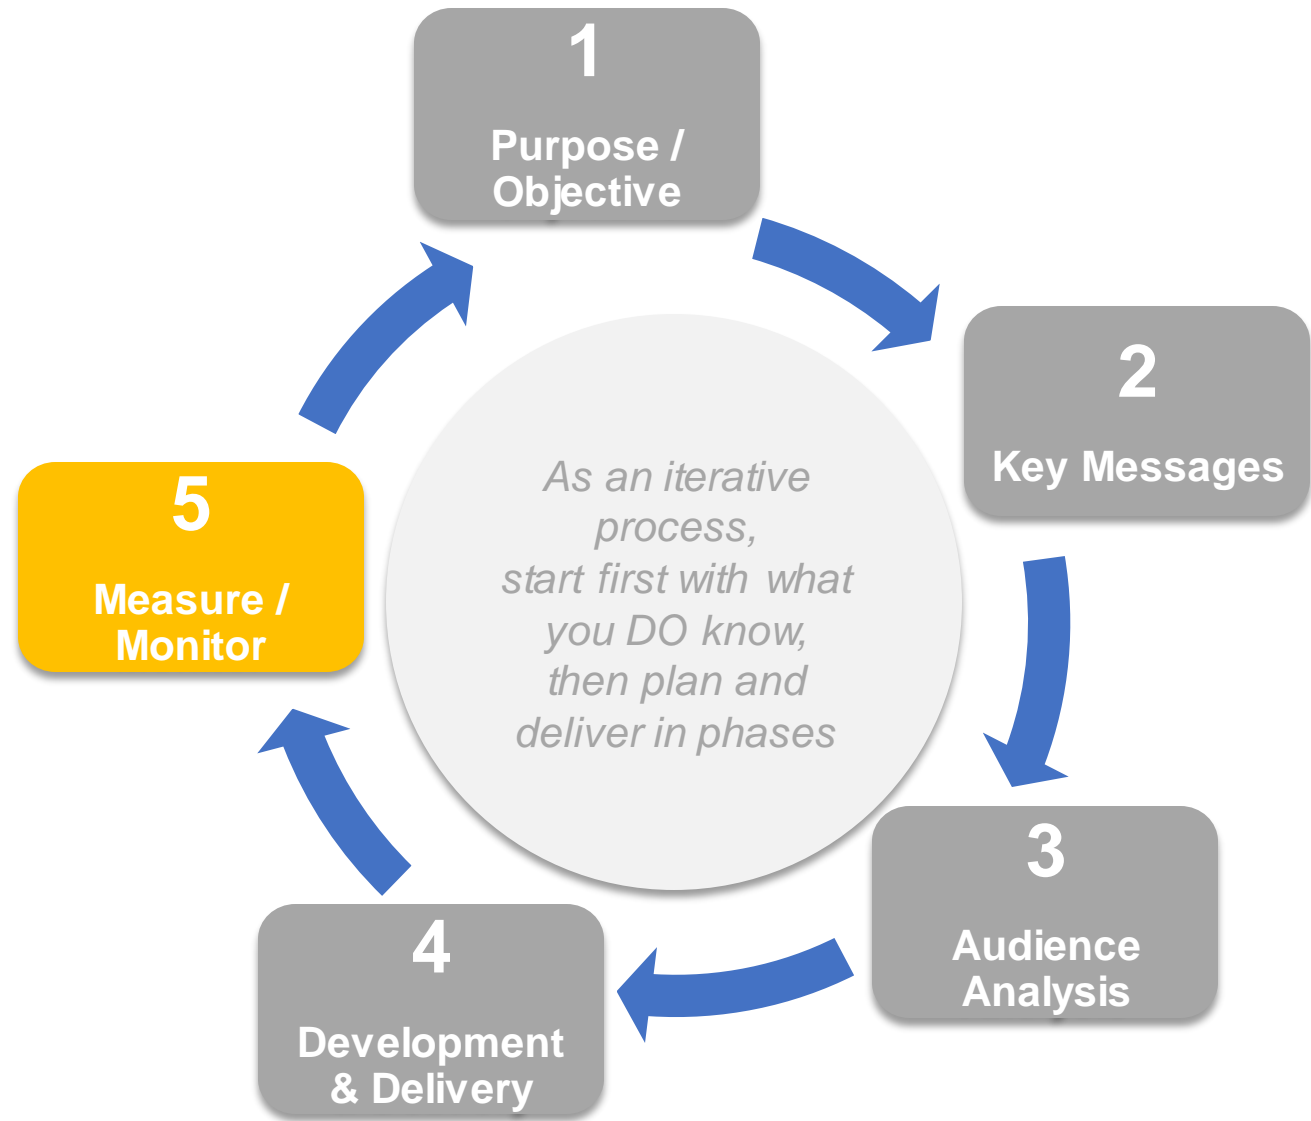 1
Purpose /
Objective
2
Key Messages
3
Audience
Analysis
4
Development
& Delivery
5
Measure /
Monitor
As an iterative
process,
start first with what
you DO know,
then plan and
deliver in phases